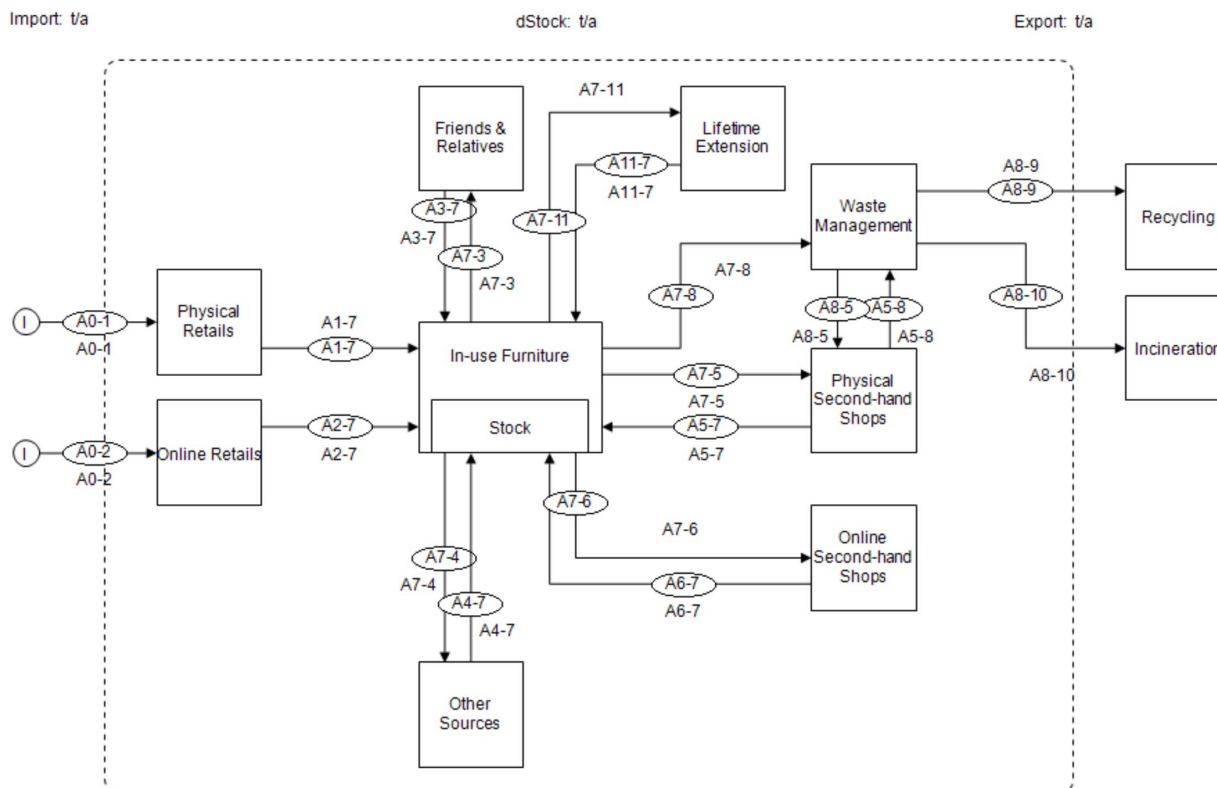 Import: t/a
dStock: t/a
Export: t/a
A7-11
Friends &
Relatives
Lifetime
Extension
A11-7
A11-7
A8-9
A8-9
Waste
Management
Recycling
A3-7
A3-7
A7-3
A7-3
A7-11
A7-8
A7-8
A8-10
A8-10
A8-5
A5-8
A8-5
A5-8
I
A0-1
A0-1
Physical
Retails
A1-7
A1-7
In-use Furniture
Stock
Incineration
A7-5
A7-5
Physical
Second-hand
Shops
A5-7
A5-7
I
A0-2
A0-2
Online Retails
A2-7
A2-7
A7-6
A7-6
Online
Second-hand
Shops
A6-7
A6-7
A7-4
A7-4
A4-7
A4-7
Other
Sources